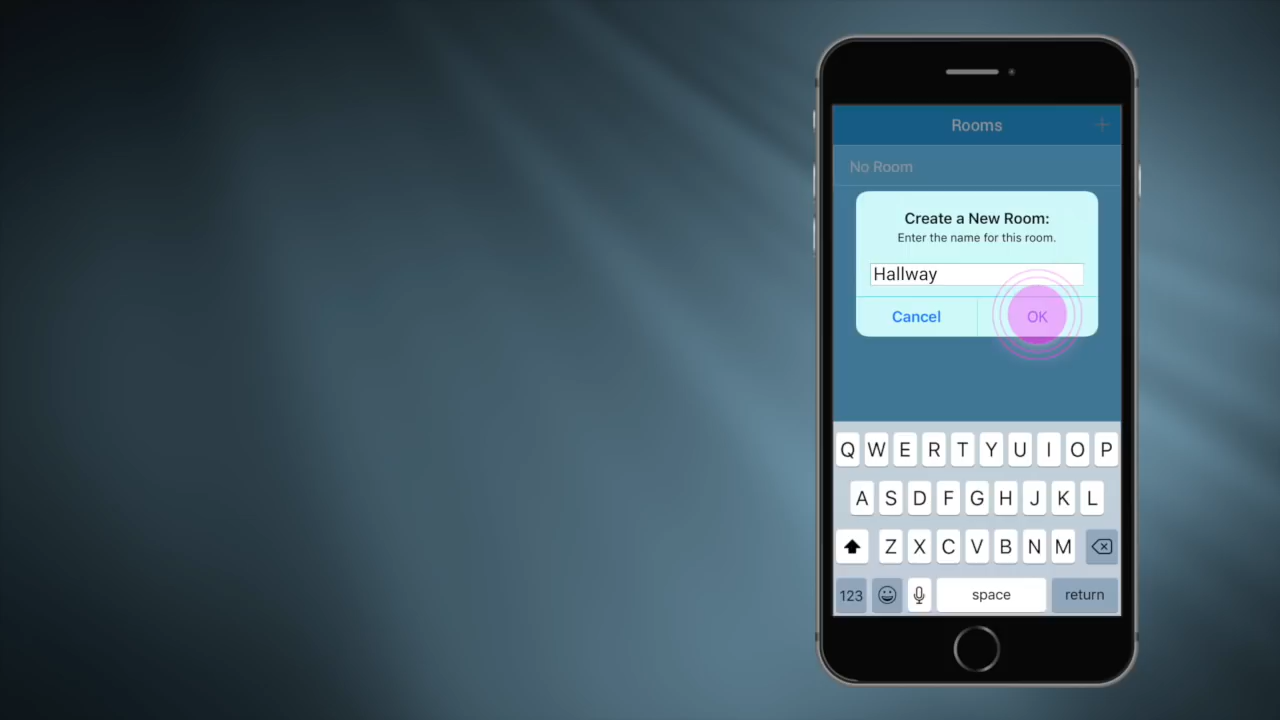 Rooms +
No Room
Create a New Room:
Enter the name for this room.
Hallway
Cancel OK
Q W E R T Y U I O P
A S D F G H J K L
Z X C V B N M
123 space return